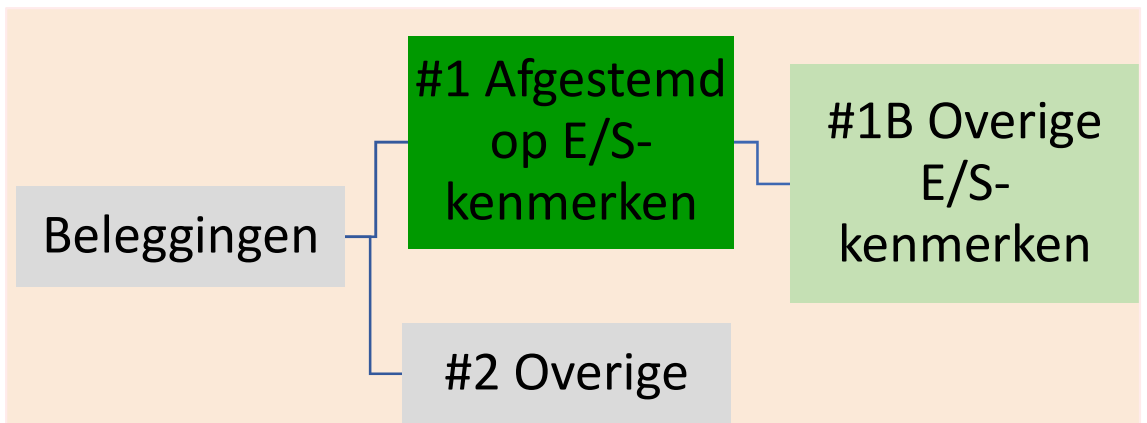 Beleggingen
#1 Afgestemd
op E/S-
kenmerken
#1B Overige
E/S-
kenmerken
#2 Overige